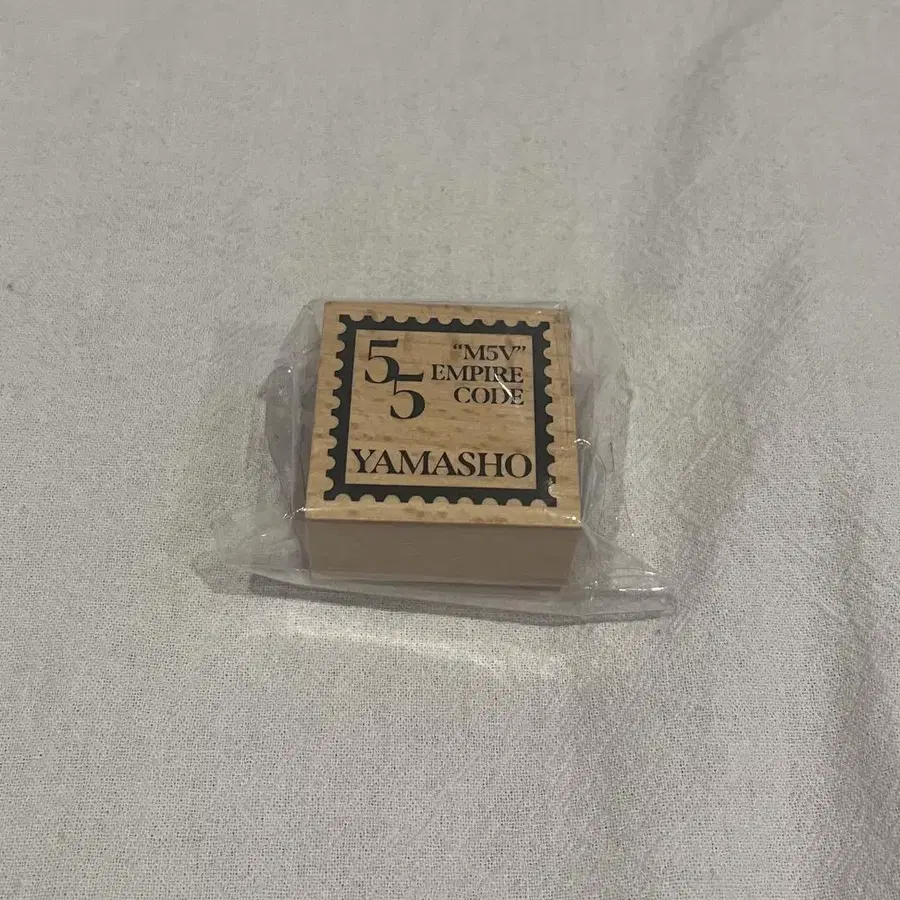 5
5
“M5V”
EMPIRE
CODE
YAMASHO